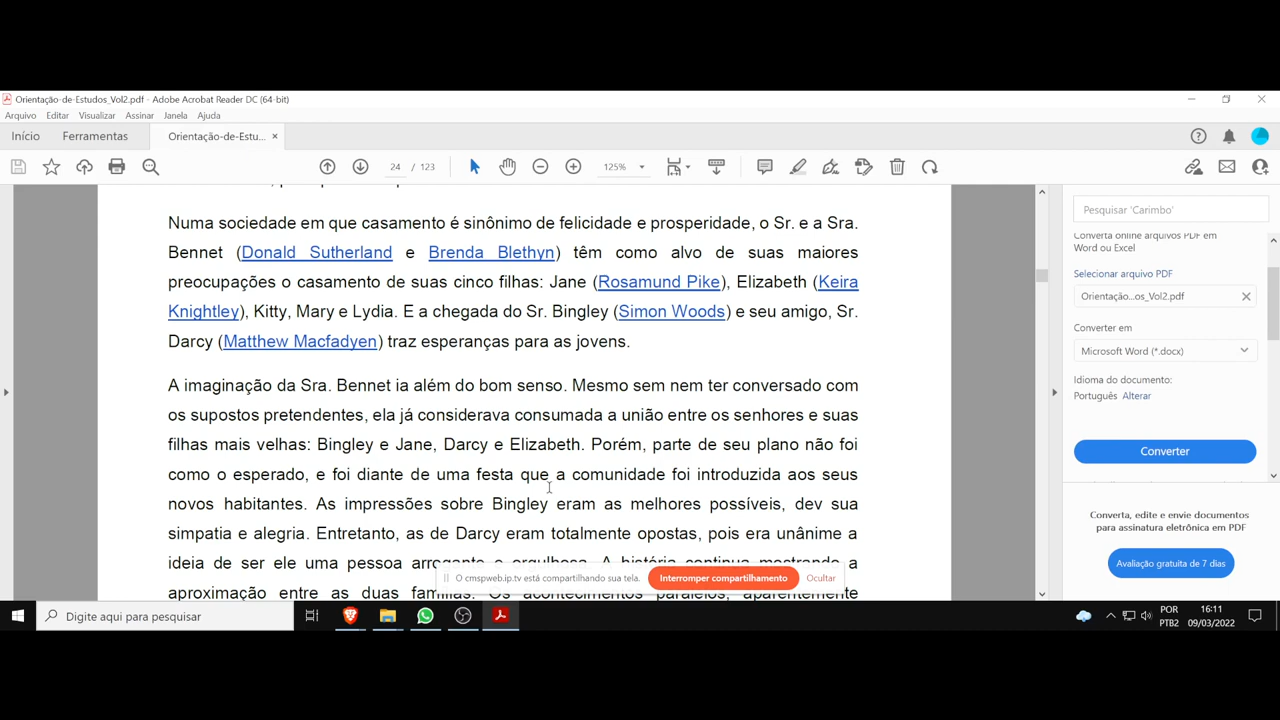 Orientação-de-Estudos_Vol2.pdf - Adobe Acrobat Reader DC (64-bit)
Arquivo Editar Visualizar Assinar Janela Ajuda
Início Ferramentas Orientação-de-Estu... ×
24 / 123 125%
Numa sociedade em que casamento é sinônimo de felicidade e prosperidade, o Sr. e a Sra.
Bennet (Donald Sutherland e Brenda Blethyn) têm como alvo de suas maiores
preocupações o casamento de suas cinco filhas: Jane (Rosamund Pike), Elizabeth (Keira
Knightley), Kitty, Mary e Lydia. E a chegada do Sr. Bingley (Simon Woods) e seu amigo, Sr.
Darcy (Matthew Macfadyen) traz esperanças para as jovens.
A imaginação da Sra. Bennet ia além do bom senso. Mesmo sem nem ter conversado com
os supostos pretendentes, ela já considerava consumada a união entre os senhores e suas
filhas mais velhas: Bingley e Jane, Darcy e Elizabeth. Porém, parte de seu plano não foi
como o esperado, e foi diante de uma festa que a comunidade foi introduzida aos seus
novos habitantes. As impressões sobre Bingley eram as melhores possíveis, dev sua
simpatia e alegria. Entretanto, as de Darcy eram totalmente opostas, pois era unânime a
ideia de ser ele uma pessoa arrogante e orgulhosa. A história continua mostrando a
aproximação entre as duas famílias. Os acontecimentos paralelos, aparentemente
Pesquisar 'Carimbo'
Converta online arquivos PDF em
Word ou Excel
Selecionar arquivo PDF
Orientação...os_Vol2.pdf
Converter em
Microsoft Word (*.docx)
Idioma do documento:
Português Alterar
Converter
Converta, edite e envie documentos
para assinatura eletrônica em PDF
Avaliação gratuita de 7 dias
O cmspweb.ip.tv está compartilhando sua tela. Interromper compartilhamento Ocultar
Digite aqui para pesquisar
POR
PTB2
16:11
09/03/2022